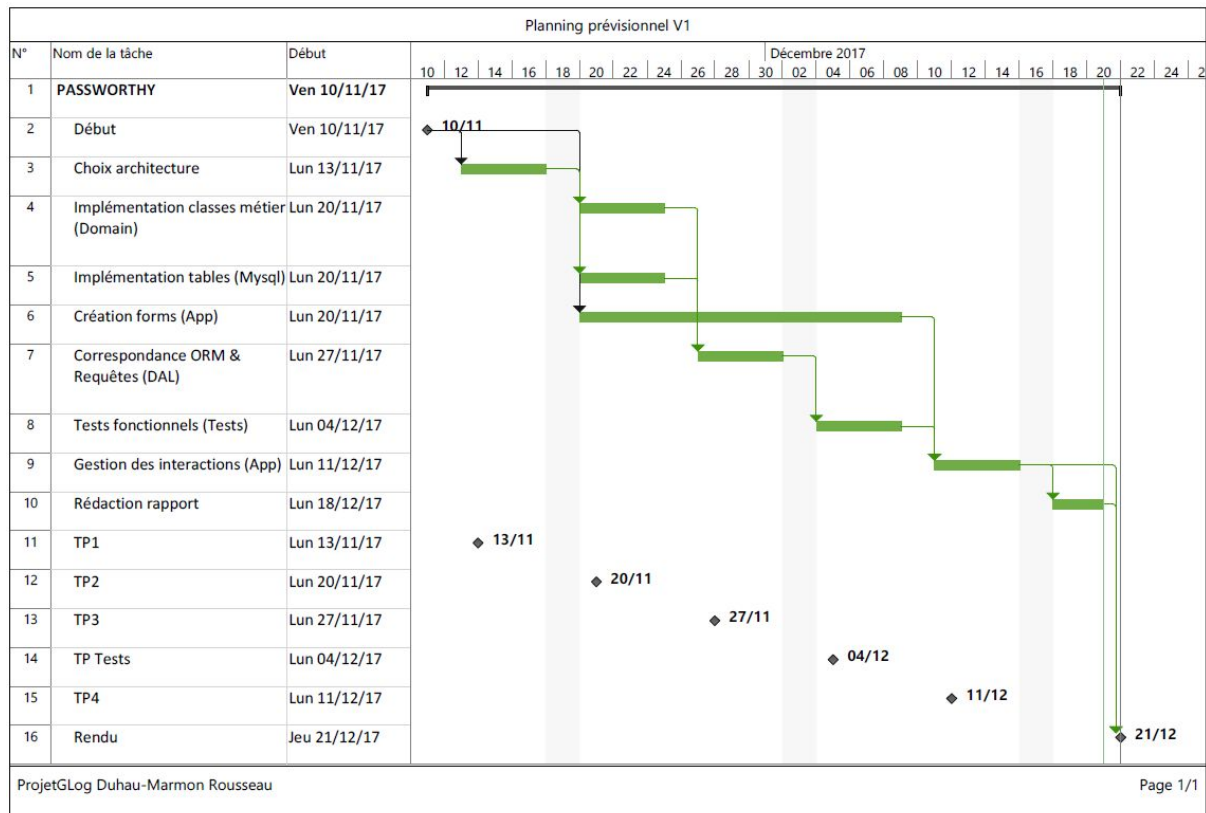 Planning prévisionnel V1
N° Nom de la tâche Début Décembre 2017
10 12 14 16 18 20 22 24 26 28 30 02 04 06 08 10 12 14 16 18 20 22 24 2
1 PASSWORTHY Ven 10/11/17
2 Début Ven 10/11/17 10/11
3 Choix architecture Lun 13/11/17
4 Implémentation classes métier Lun 20/11/17
(Domain)
5 Implémentation tables (Mysql) Lun 20/11/17
6 Création forms (App) Lun 20/11/17
7 Correspondance ORM & Lun 27/11/17
Requêtes (DAL)
8 Tests fonctionnels (Tests) Lun 04/12/17
9 Gestion des interactions (App) Lun 11/12/17
10 Rédaction rapport Lun 18/12/17
11 TP1 Lun 13/11/17 13/11
12 TP2 Lun 20/11/17 20/11
13 TP3 Lun 27/11/17 27/11
14 TP Tests Lun 04/12/17 04/12
15 TP4 Lun 11/12/17 11/12
16 Rendu Jeu 21/12/17 21/12
ProjetGLog Duhau-Marmon Rousseau Page 1/1